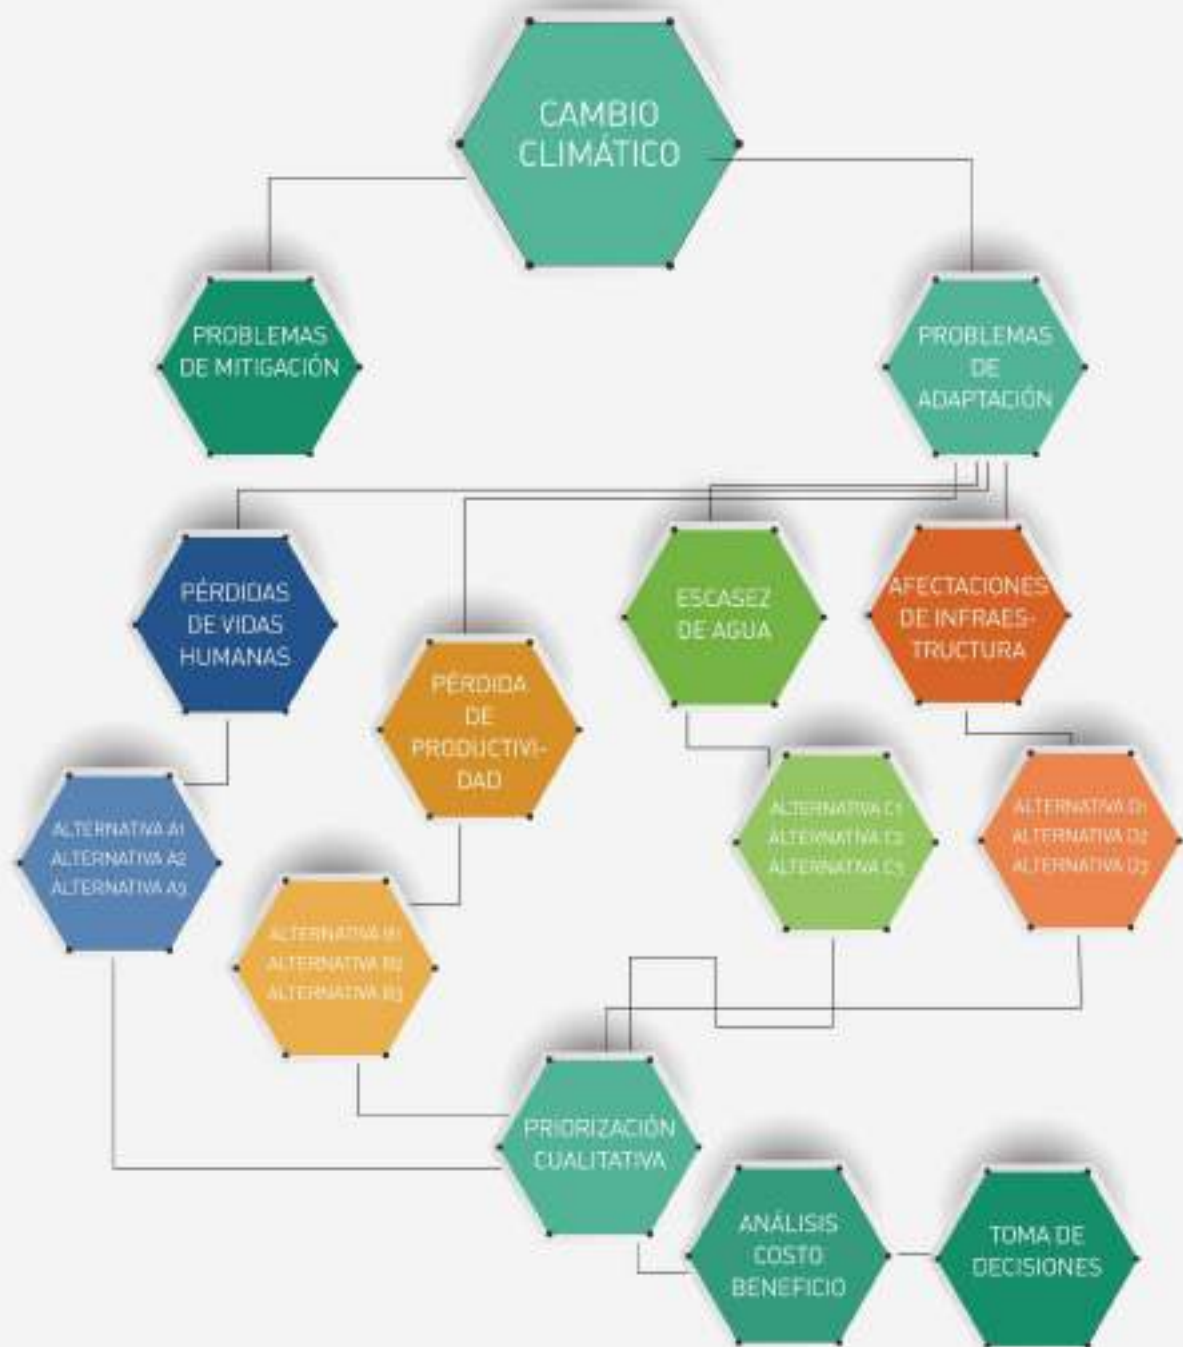 CAMBIO
CLIMÁTICO
PROBLEMAS
DE MITIGACIÓN
PROBLEMAS
DE
ADAPTACIÓN
PÉRDIDAS
DE VIDAS
HUMANAS
PÉRDIDA
DE
PRODUCTIVI-
DAD
ESCASEZ
DE AGUA
AFECTACIONES
DE INFRAES-
TRUCTURA
ALTERNATIVA A1
ALTERNATIVA A2
ALTERNATIVA A3
ALTERNATIVA B1
ALTERNATIVA B2
ALTERNATIVA B3
ALTERNATIVA C1
ALTERNATIVA C2
ALTERNATIVA C3
ALTERNATIVA D1
ALTERNATIVA D2
ALTERNATIVA D3
PRIORIZACIÓN
CUALITATIVA
ANÁLISIS
COSTO
BENEFICIO
TOMA DE
DECISIONES